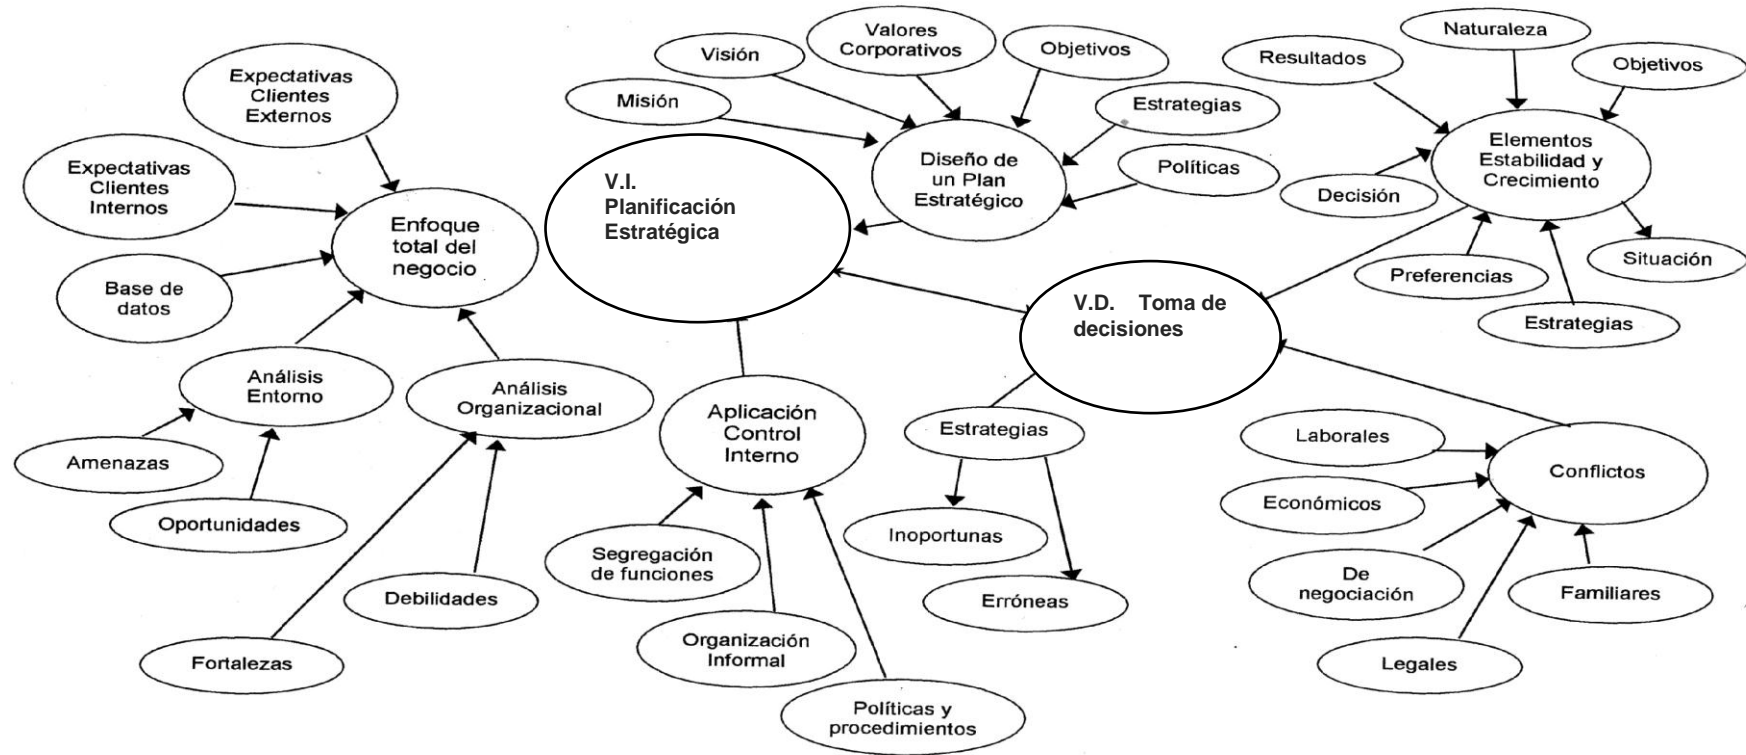 Expectativas
Clientes
Externos
Expectativas
Clientes
Internos
Base de
datos
Enfoque
total del
negocio
Análisis
Entorno
Análisis
Organizacional
Amenazas
Oportunidades
Debilidades
Fortalezas
Misión
Visión
Valores
Corporativos
Objetivos
Estrategias
Políticas
Diseño de
un Plan
Estratégico
V.I.
Planificación
Estratégica
Aplicación
Control
Interno
Segregación
de funciones
Organización
Informal
Políticas y
procedimientos
V.D. Toma de
decisiones
Estrategias
Inoportunas
Erróneas
Resultados
Naturaleza
Objetivos
Elementos
Estabilidad y
Crecimiento
Decisión
Preferencias
Estrategias
Situación
Conflictos
Laborales
Económicos
De
negociación
Legales
Familiares